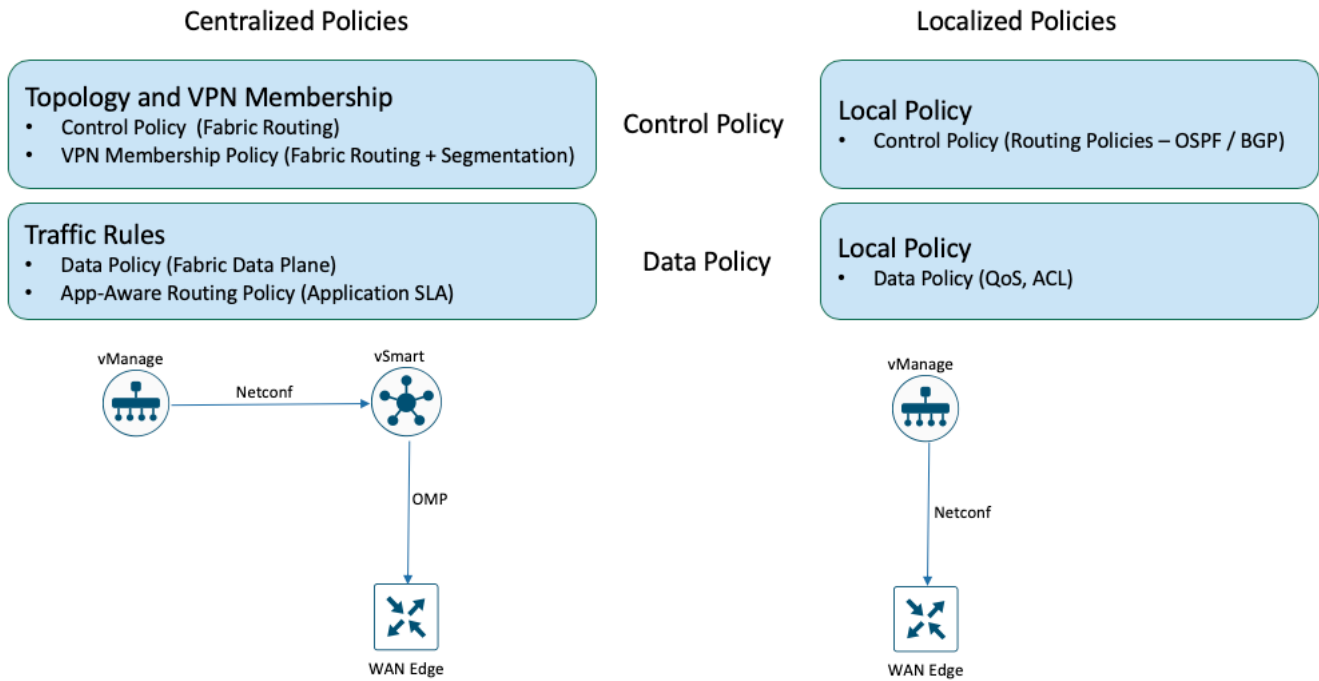 Centralized Policies
Localized Policies
Topology and VPN Membership
• Control Policy (Fabric Routing)
• VPN Membership Policy (Fabric Routing + Segmentation)
Control Policy
Local Policy
• Control Policy (Routing Policies – OSPF / BGP)
Traffic Rules
• Data Policy (Fabric Data Plane)
• App-Aware Routing Policy (Application SLA)
Data Policy
Local Policy
• Data Policy (QoS, ACL)
vManage
Netconf
vSmart
OMP
WAN Edge
vManage
Netconf
WAN Edge